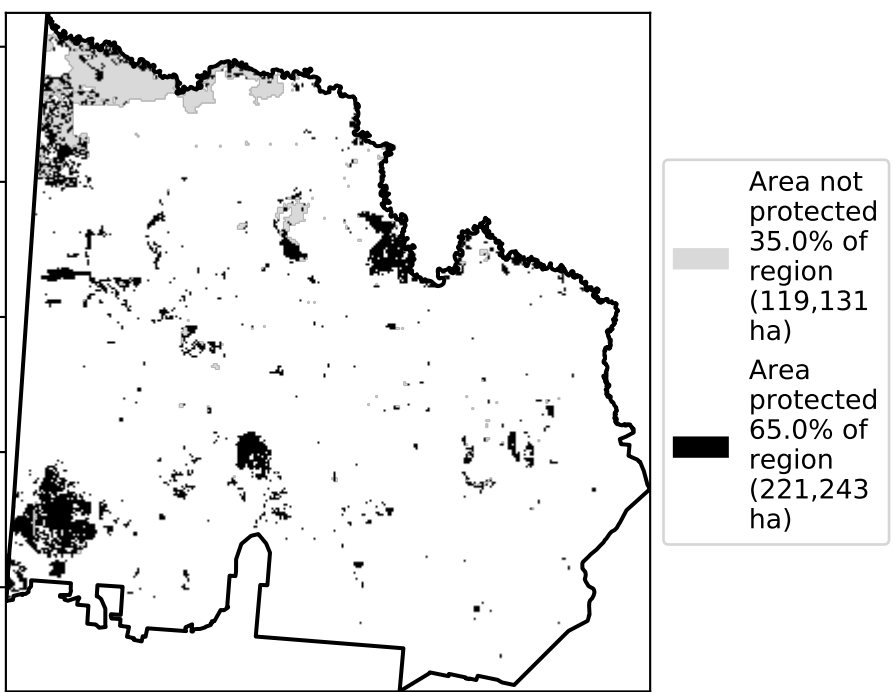 Area not
protected
35.0% of
region
(119,131
ha)
Area
protected
65.0% of
region
(221,243
ha)